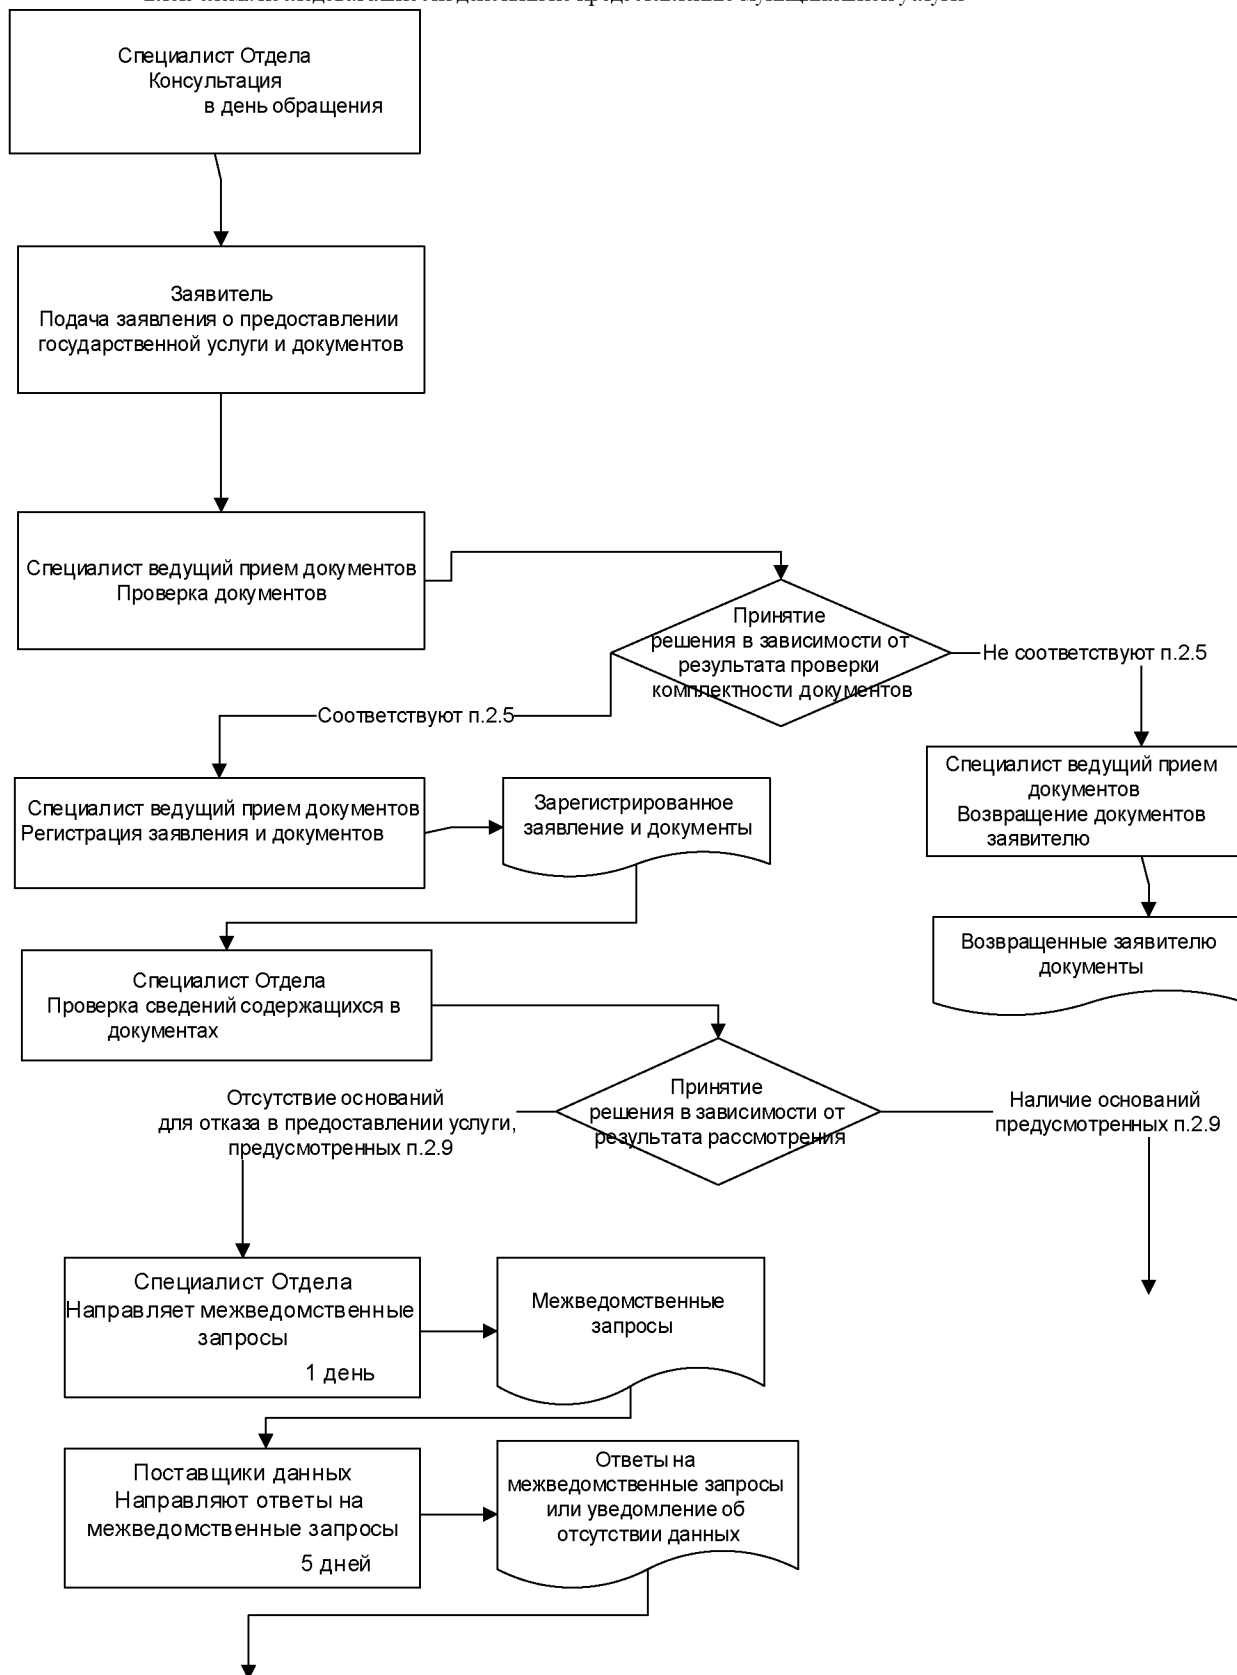 Специалист Отдела
Консультация
в день обращения
Заявитель
Подача заявления о предоставлении
государственной услуги и документов
Специалист ведущий прием документов
Проверка документов
Принятие
решения в зависимости от
результата проверки
комплектности документов
Не соответствуют п.2.5
Соответствуют п.2.5
Специалист ведущий прием
документов
Возвращение документов
заявителю
Специалист ведущий прием документов
Регистрация заявления и документов
Зарегистрированное
заявление и документы
Возвращенные заявителю
документы
Специалист Отдела
Проверка сведений содержащихся в
документах
Принятие
решения в зависимости от
результата рассмотрения
Отсутствие оснований
для отказа в предоставлении услуги,
предусмотренных п.2.9
Наличие оснований
предусмотренных п.2.9
Специалист Отдела
Направляет межведомственные
запросы
1 день
Межведомственные
запросы
Поставщики данных
Направляют ответы на
межведомственные запросы
5 дней
Ответы на
межведомственные запросы
или уведомление об
отсутствии данных